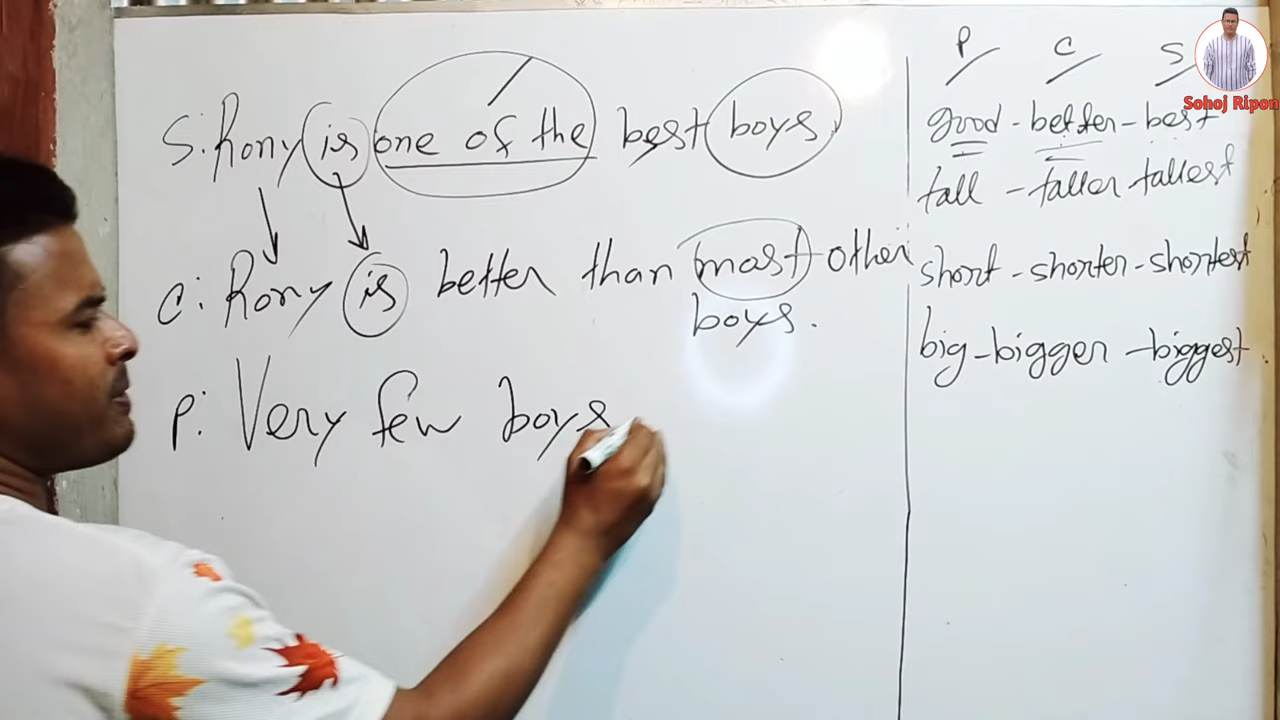 S: Rony is one of the best boys.
C: Rony is better than most other
boys.
P: Very few boys
P C S
good - better - best
tall - taller tallest
short - shorter - shortest
big - bigger - biggest.
Sohoj Ripon